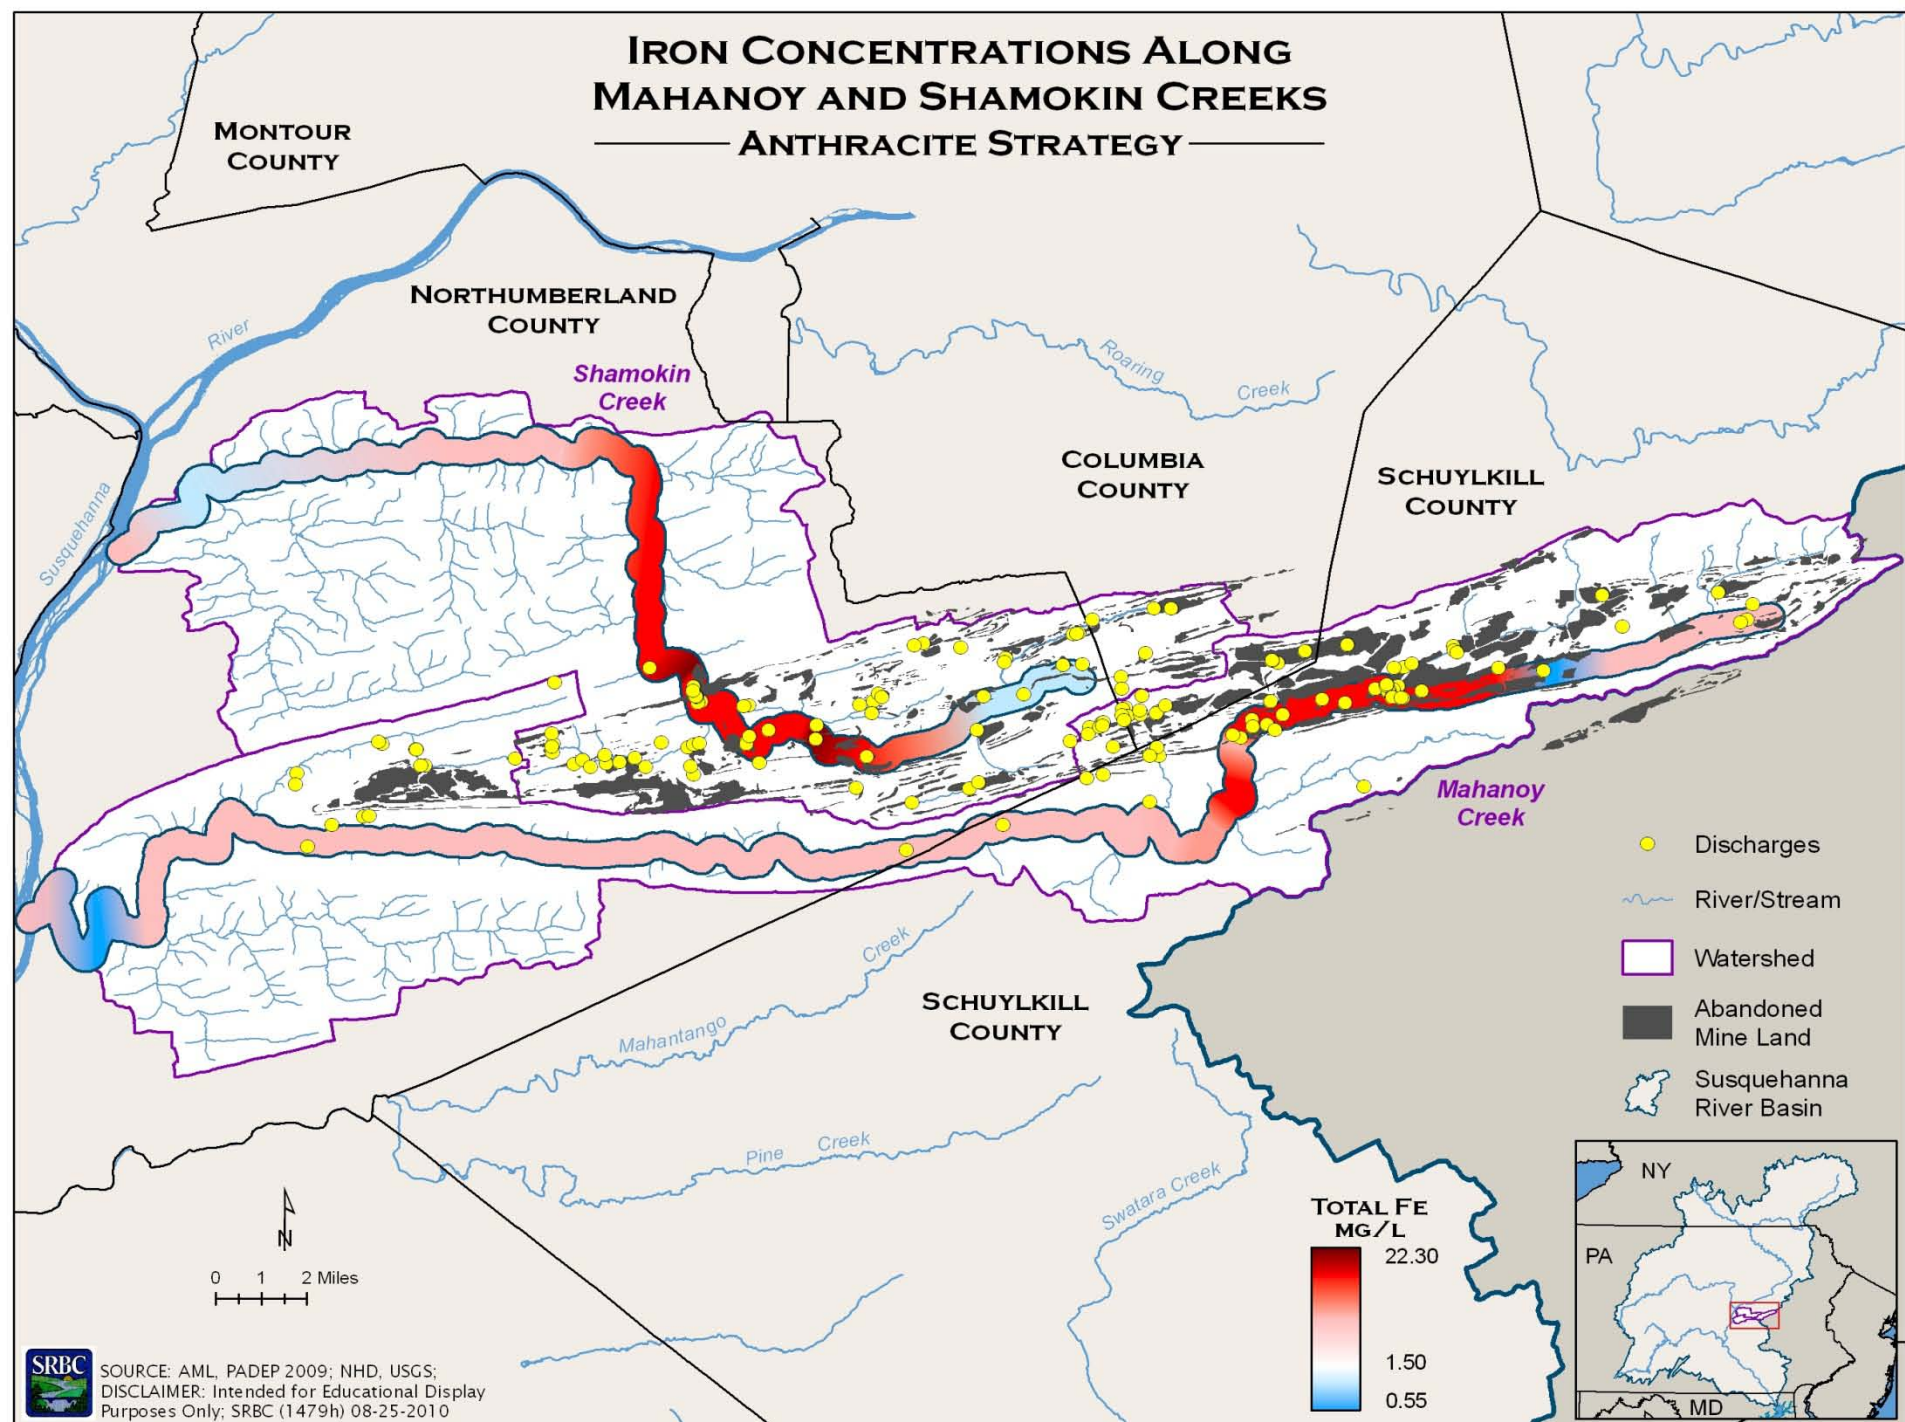 IRON CONCENTRATIONS ALONG
MAHANOY AND SHAMOKIN CREEKS
ANTHRACITE STRATEGY
MONTOUR
COUNTY
NORTHUMBERLAND
COUNTY
River
Shamokin
Creek
Roaring
Creek
COLUMBIA
COUNTY
SCHUYLKILL
COUNTY
Susquehanna
Mahanoy
Creek
Discharges
River/Stream
Watershed
Abandoned
Mine Land
Susquehanna
River Basin
Creek
Mahantango
SCHUYLKILL
COUNTY
Pine
Creek
Swatara Creek
N
0 1 2 Miles
TOTAL FE
MG/L
22.30
1.50
0.55
NY
PA
MD
SRBC
SOURCE: AML, PADEP 2009; NHD, USGS;
DISCLAIMER: Intended for Educational Display
Purposes Only; SRBC (1479h) 08-25-2010